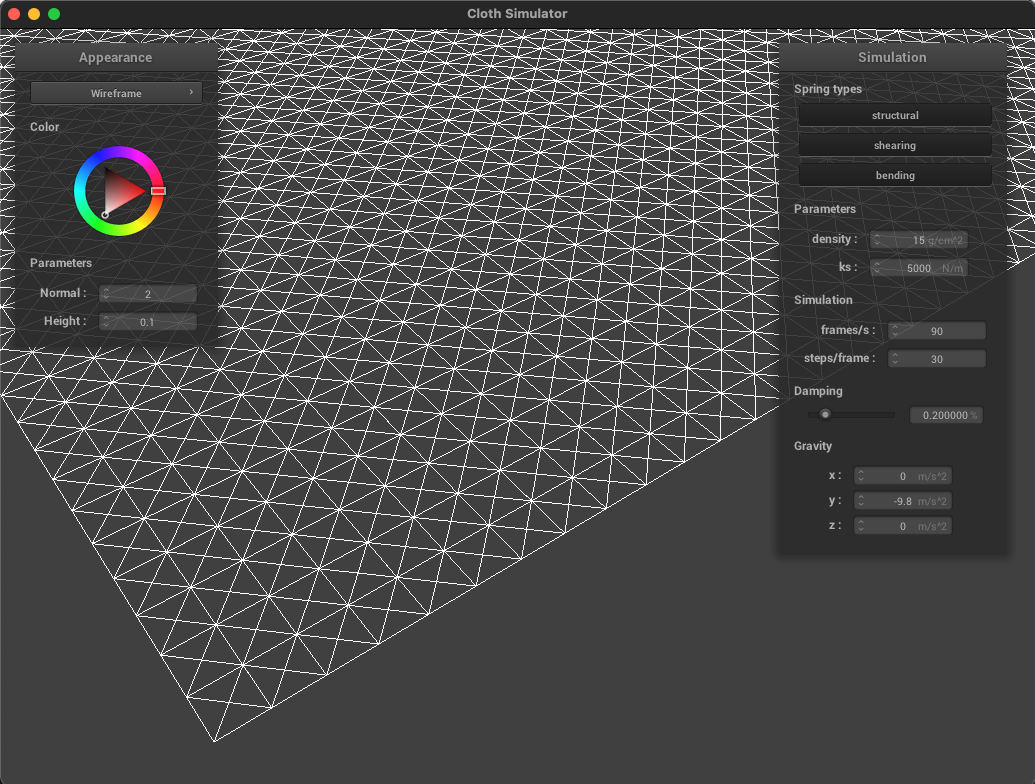 Cloth Simulator
Appearance
Wireframe
Color
Parameters
Normal : 2
Height : 0.1
Simulation
Spring types
structural
shearing
bending
Parameters
density : 15 g/cm^2
ks : 5000 N/m
Simulation
frames/s : 90
steps/frame : 30
Damping
0.200000 %
Gravity
x : 0 m/s^2
y : -9.8 m/s^2
z : 0 m/s^2